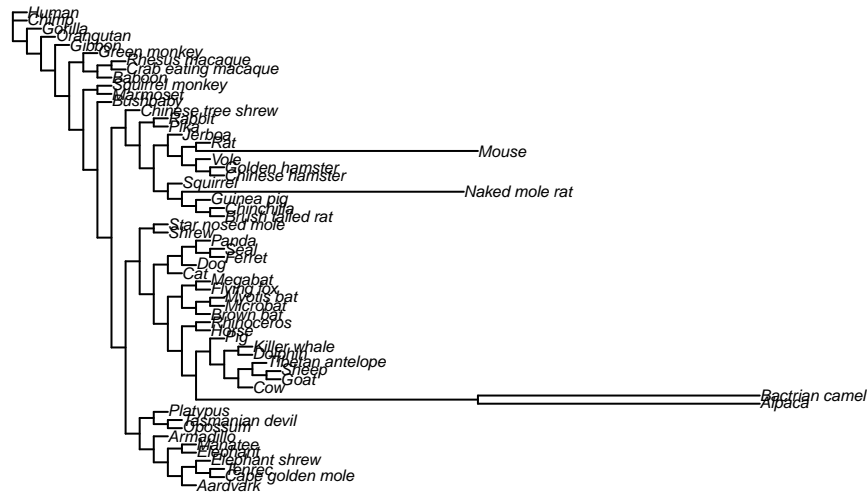 Human
Chimp
Gorilla
Orangutan
Gibbon
Green monkey
Rhesus macaque
Crab eating macaque
Baboon
Squirrel monkey
Marmoset
Bushbaby
Chinese tree shrew
Rabbit
Pika
Jerboa
Rat
Mouse
Vole
Golden hamster
Chinese hamster
Squirrel
Naked mole rat
Guinea pig
Chinchilla
Brush tailed rat
Star nosed mole
Shrew
Panda
Seal
Ferret
Dog
Cat
Megabat
Flying fox
Myotis bat
Microbat
Brown bat
Rhinoceros
Horse
Pig
Killer whale
Dolphin
Tibetan antelope
Sheep
Goat
Cow
Bactrian camel
Alpaca
Platypus
Tasmanian devil
Opossum
Armadillo
Manatee
Elephant
Elephant shrew
Tenrec
Cape golden mole
Aardvark